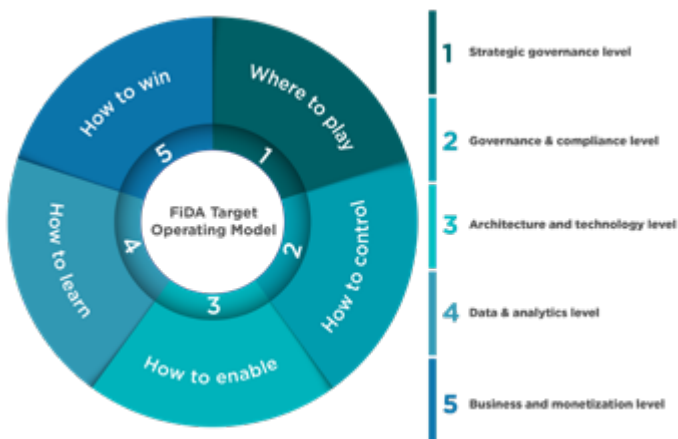 Where to play
How to control
How to enable
How to learn
How to win
1
2
3
4
5
FiDA Target
Operating Model
1 Strategic governance level
2 Governance & compliance level
3 Architecture and technology level
4 Data & analytics level
5 Business and monetization level